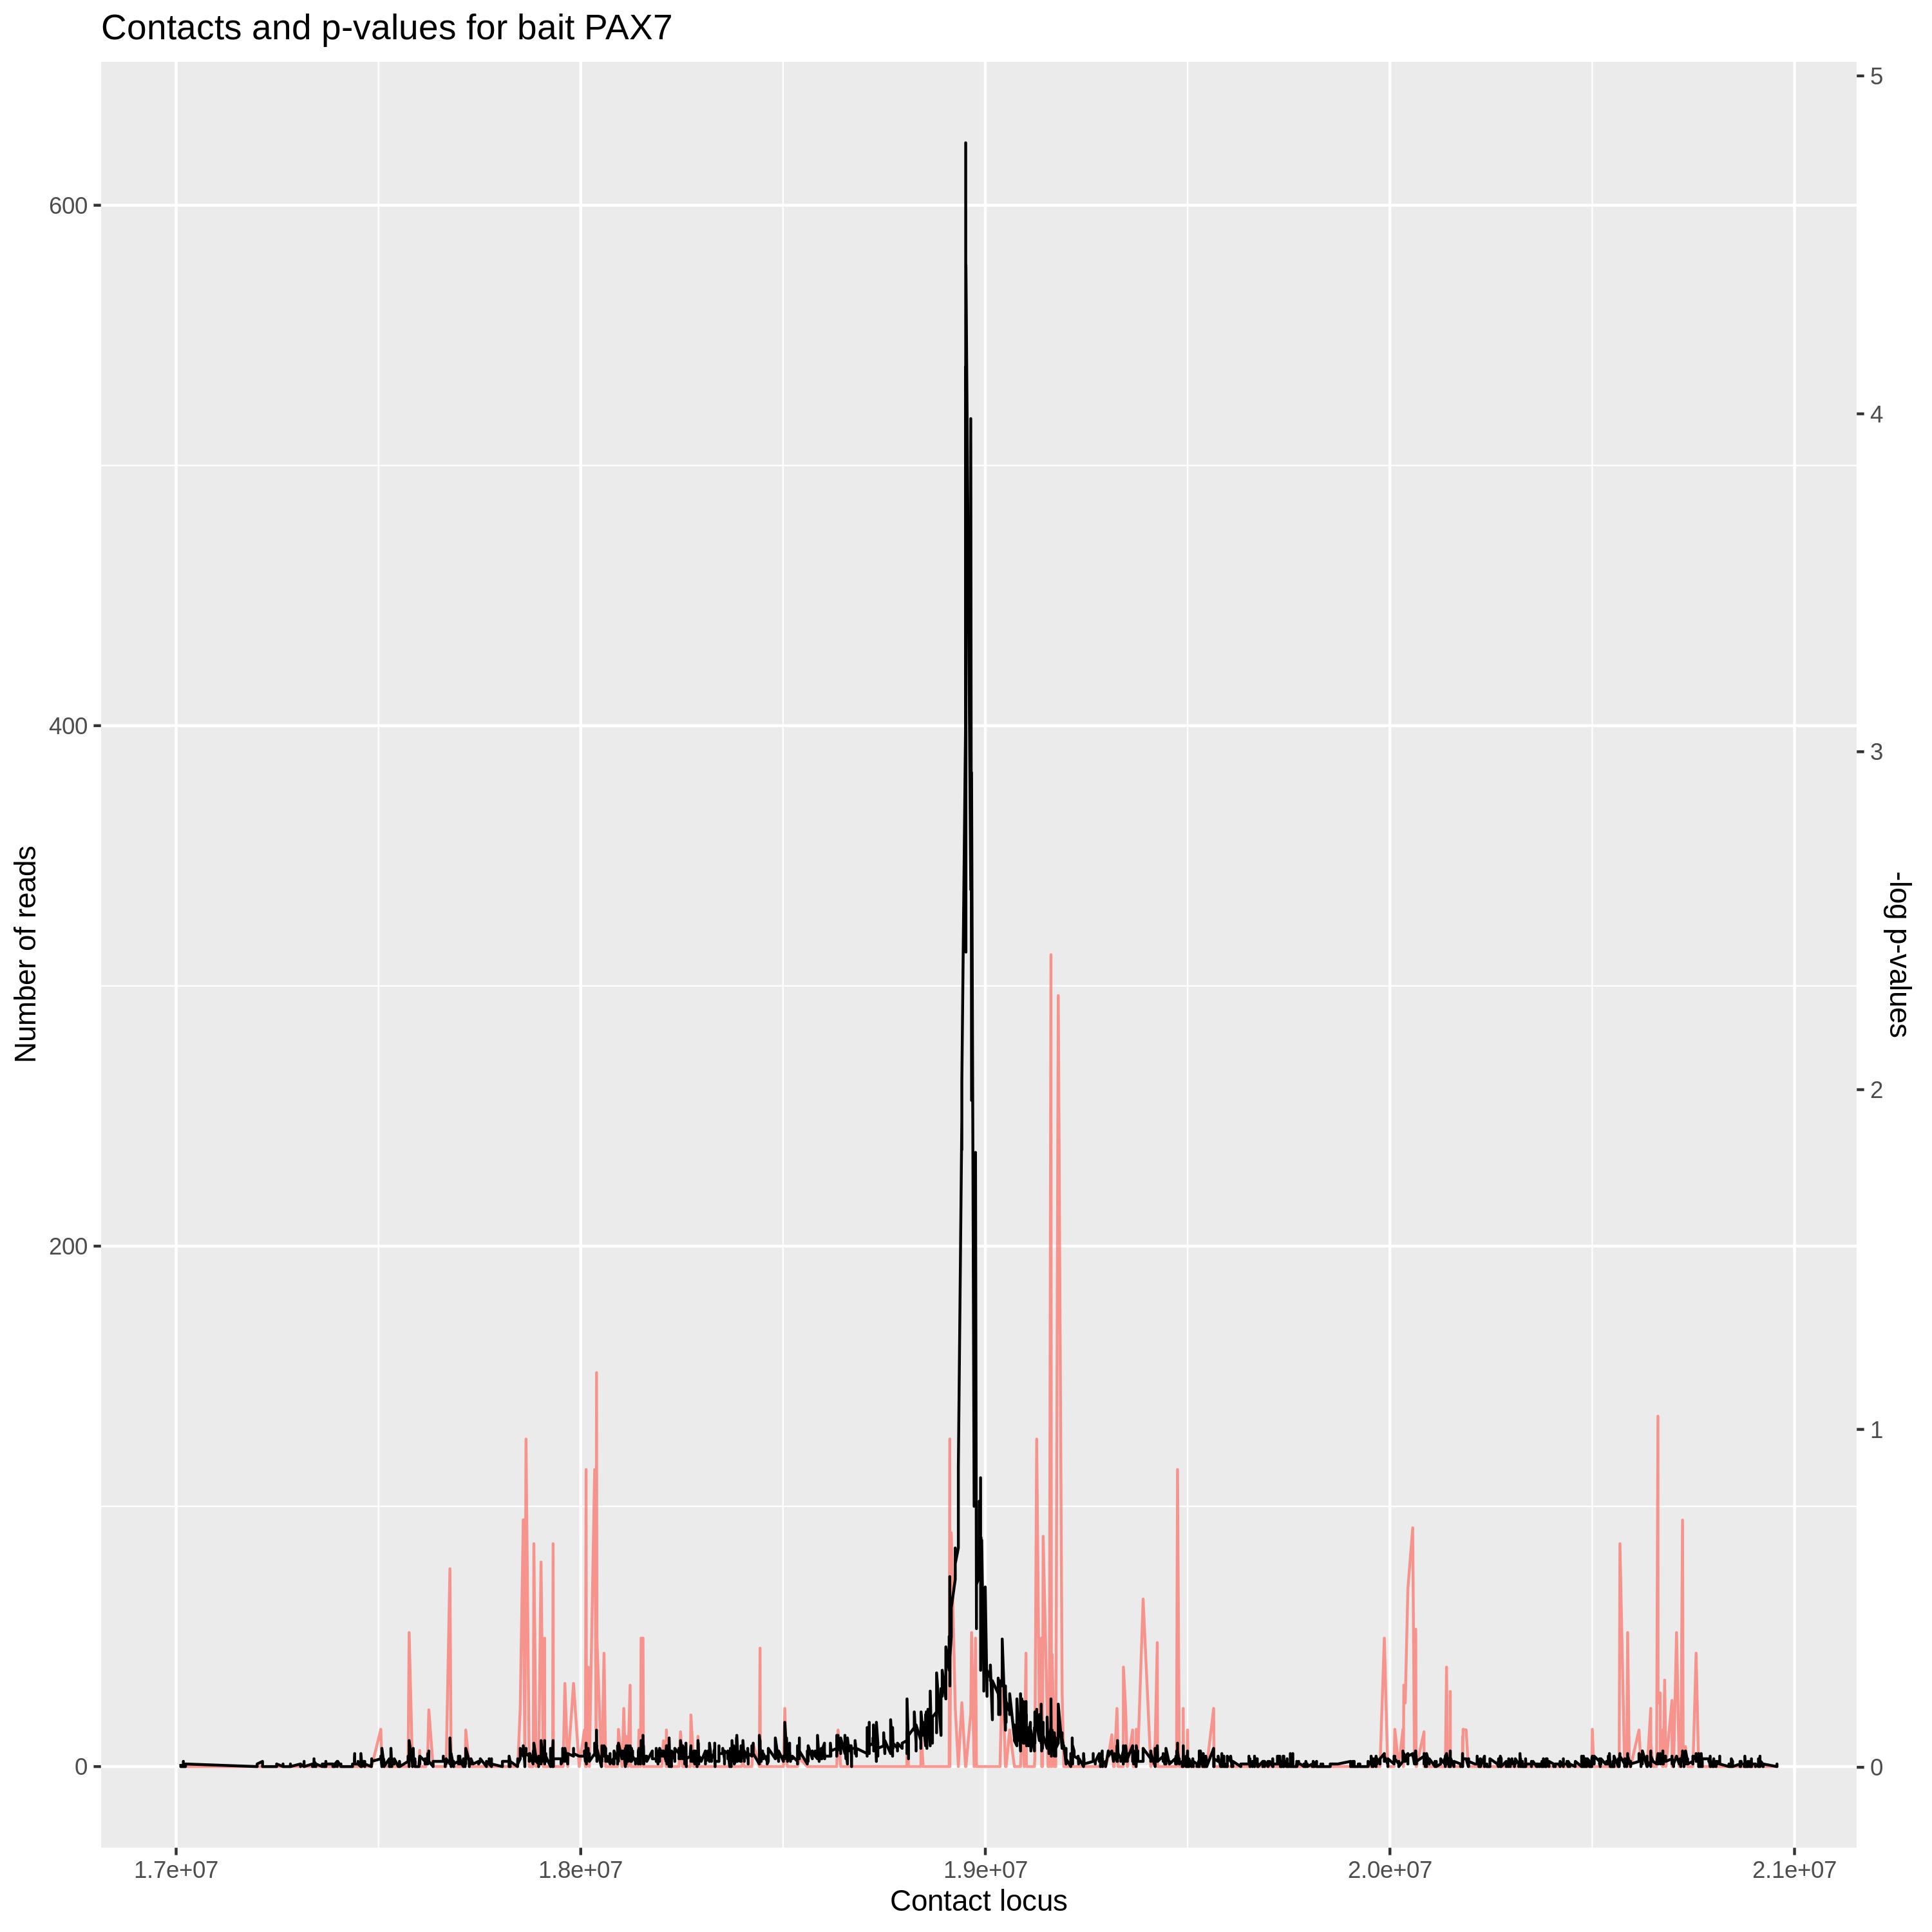 Contacts and p-values for bait PAX7
5
600
4
400
3
Number of reads
-log p-values
2
200
1
0
0
1.7e+07 1.8e+07 1.9e+07 2.0e+07 2.1e+07
Contact locus